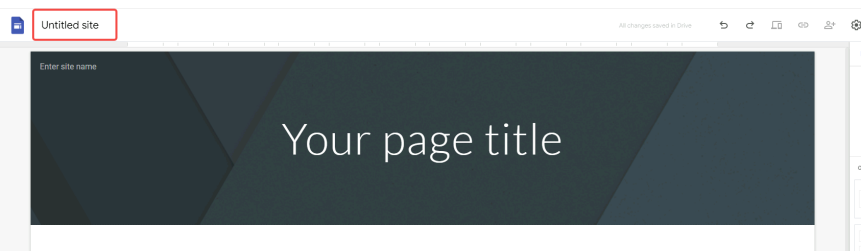 Untitled site
All changes saved in Drive
Enter site name
Your page title